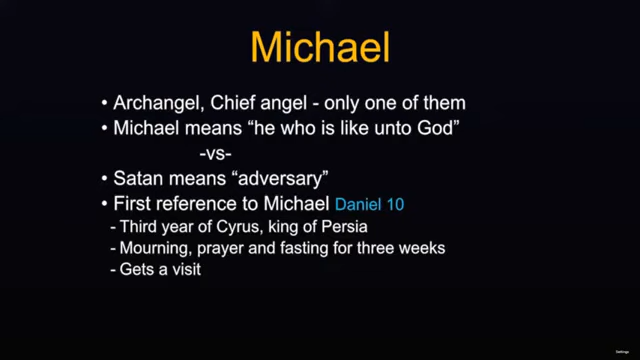 Michael
• Archangel, Chief angel - only one of them
• Michael means “he who is like unto God”
-vs-
• Satan means “adversary”
• First reference to Michael Daniel 10
- Third year of Cyrus, king of Persia
- Mourning, prayer and fasting for three weeks
- Gets a visit
Settings